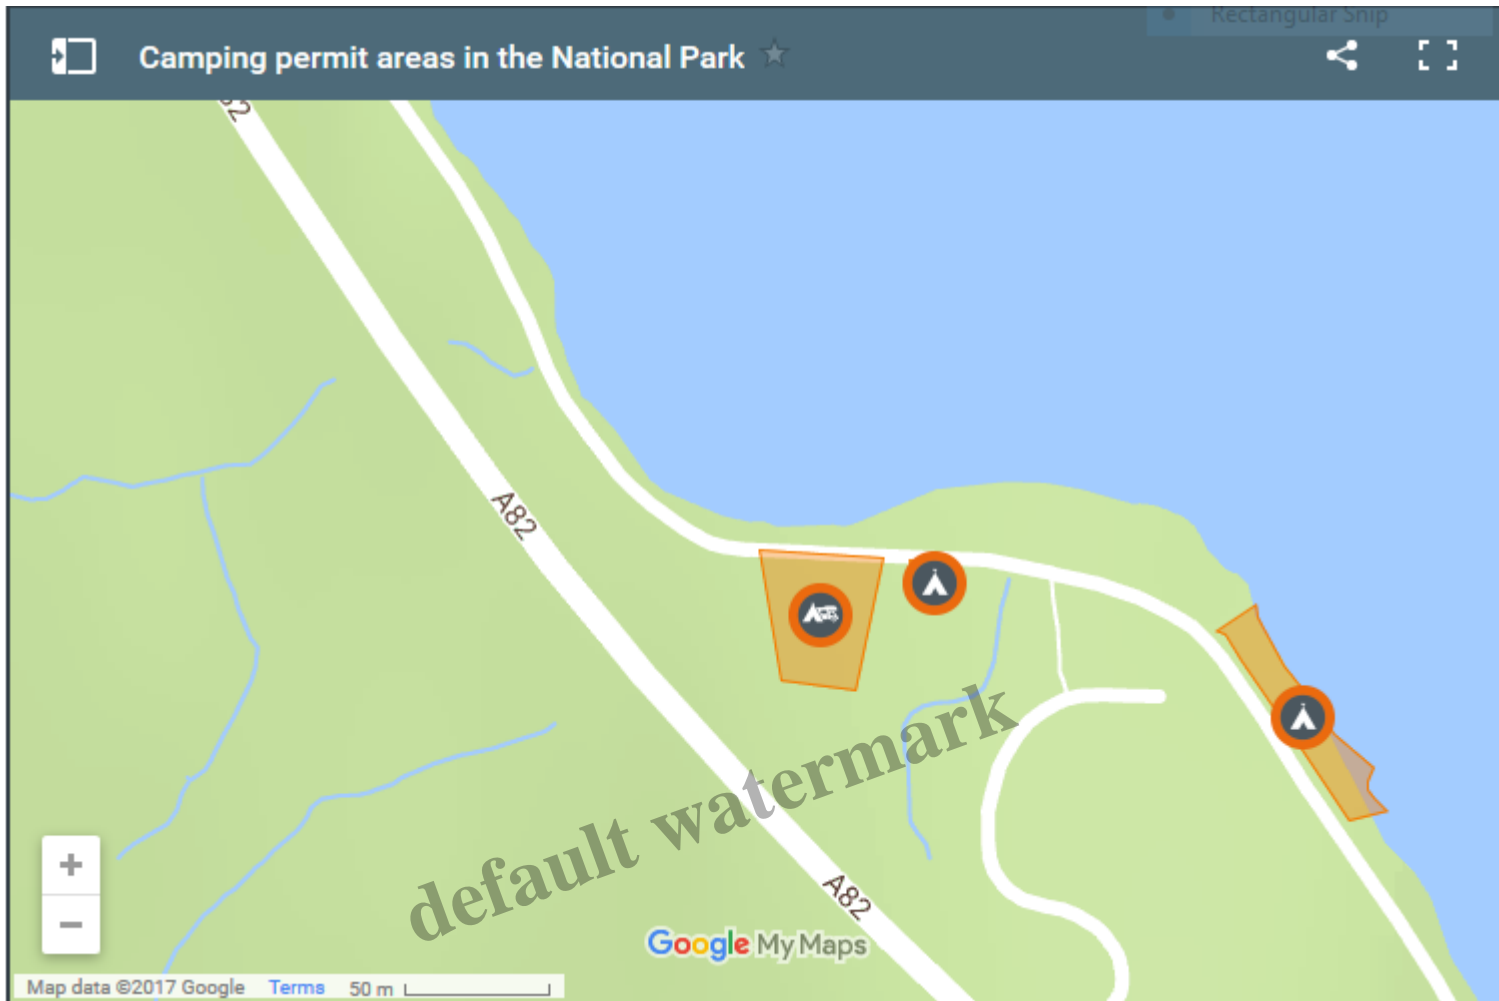 Rectangular Snip
Camping permit areas in the National Park
A82
A82
default watermark
Google My Maps
+
−
Map data ©2017 Google Terms 50 m